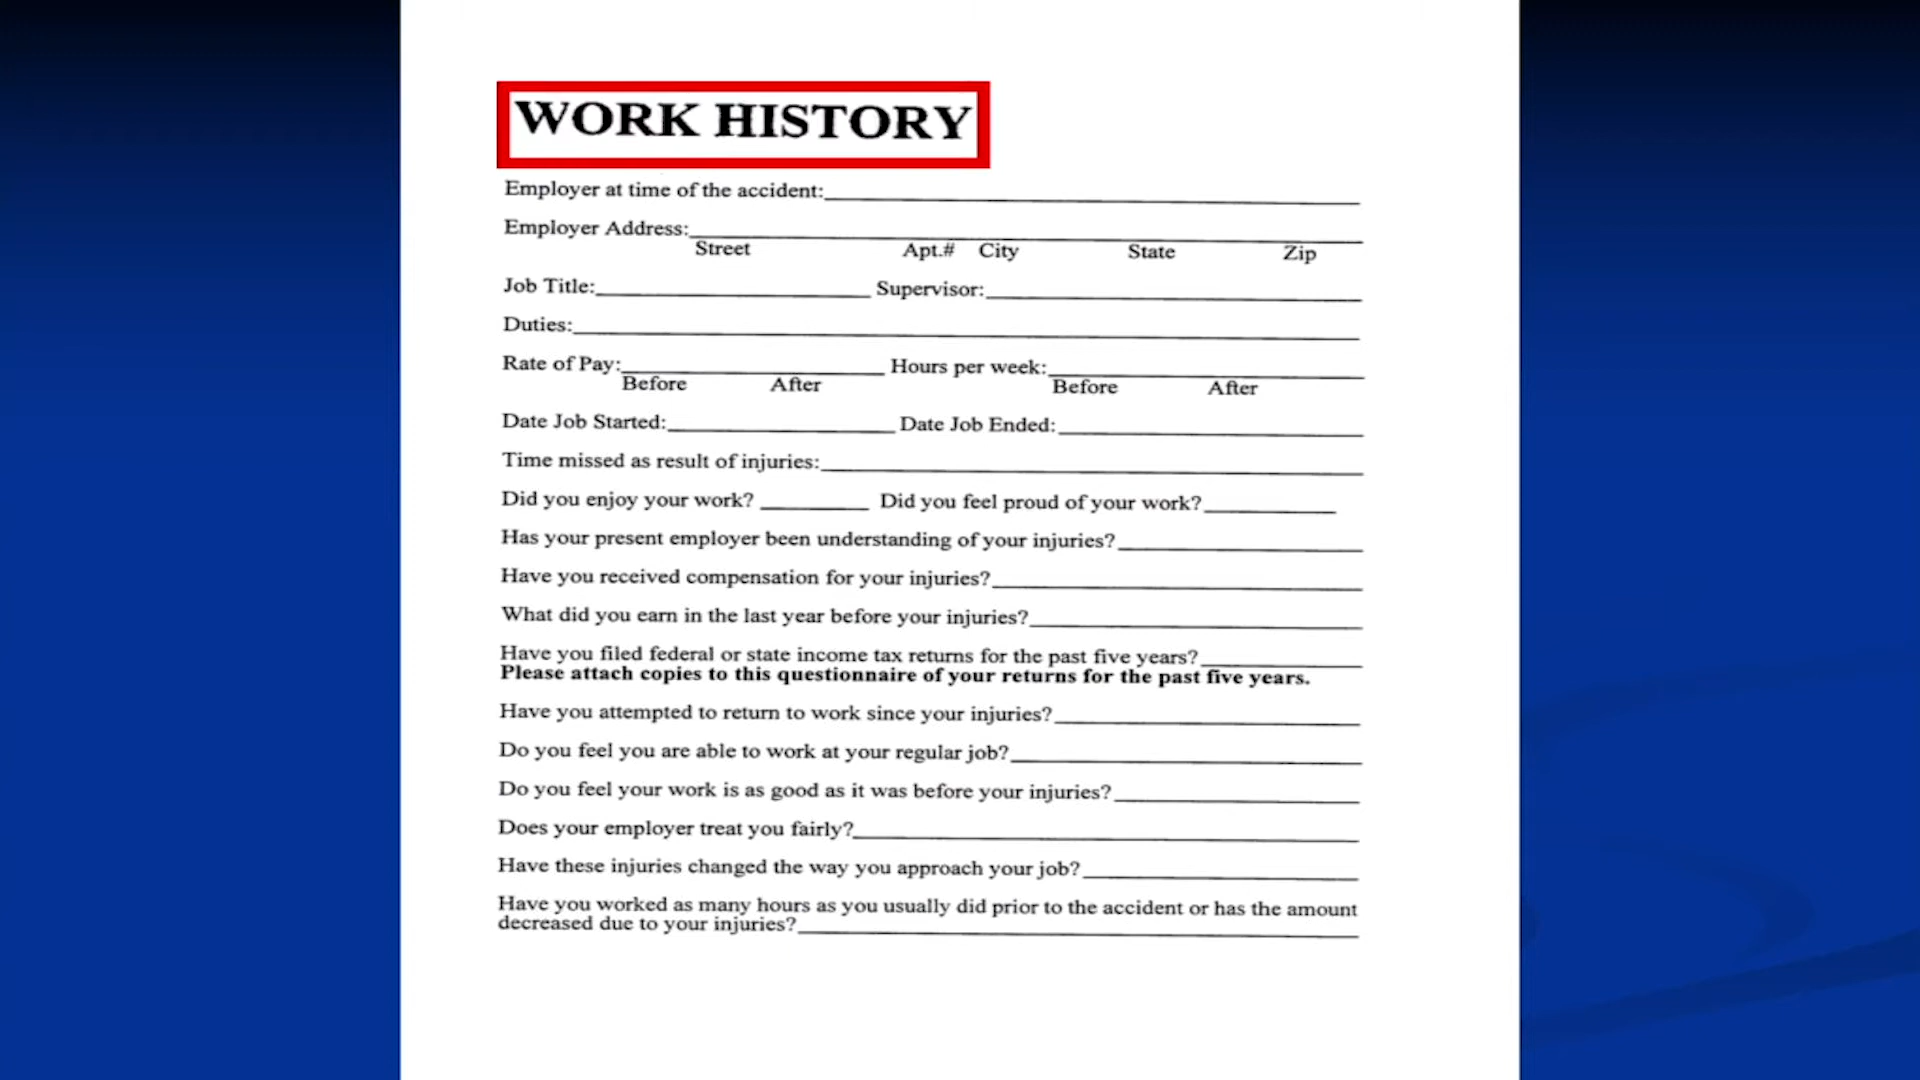 WORK HISTORY
Employer at time of the accident:
Employer Address:
Street Apt.# City State Zip
Job Title: Supervisor:
Duties:
Rate of Pay: Hours per week:
Before After Before After
Date Job Started: Date Job Ended:
Time missed as result of injuries:
Did you enjoy your work? Did you feel proud of your work?
Has your present employer been understanding of your injuries?
Have you received compensation for your injuries?
What did you earn in the last year before your injuries?
Have you filed federal or state income tax returns for the past five years?
Please attach copies to this questionnaire of your returns for the past five years.
Have you attempted to return to work since your injuries?
Do you feel you are able to work at your regular job?
Do you feel your work is as good as it was before your injuries?
Does your employer treat you fairly?
Have these injuries changed the way you approach your job?
Have you worked as many hours as you usually did prior to the accident or has the amount
decreased due to your injuries?